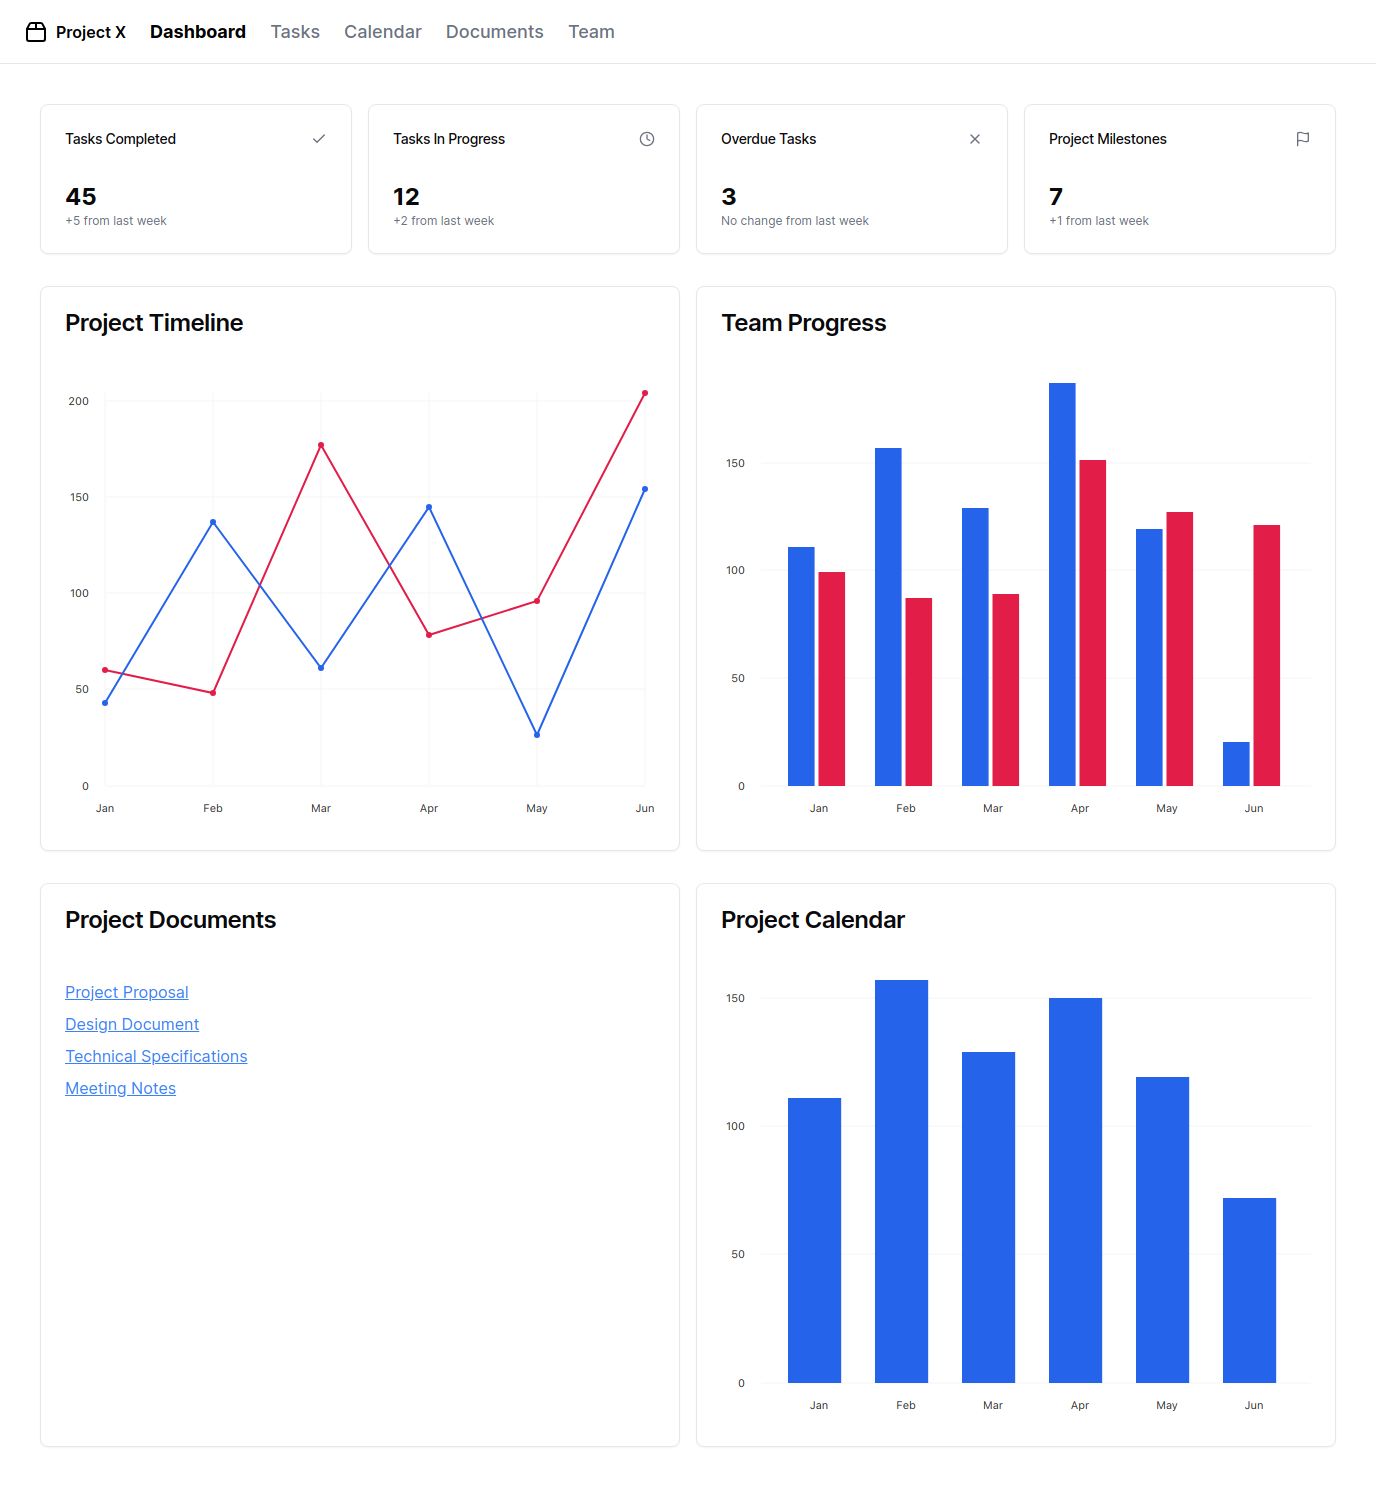 Project X Dashboard Tasks Calendar Documents Team
Tasks Completed
45
+5 from last week
Tasks In Progress
12
+2 from last week
Overdue Tasks
3
No change from last week
Project Milestones
7
+1 from last week
Project Timeline
200
150
100
50
0
Jan Feb Mar Apr May Jun
Team Progress
150
100
50
0
Jan Feb Mar Apr May Jun
Project Documents
Project Proposal
Design Document
Technical Specifications
Meeting Notes
Project Calendar
150
100
50
0
Jan Feb Mar Apr May Jun